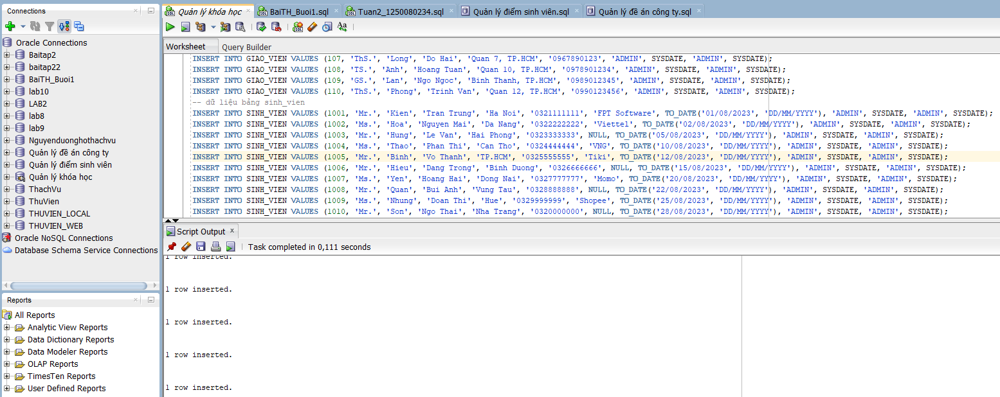 Connections
Oracle Connections
Baitap2
baitap22
BaiTH_Buoi1
lab10
LAB2
lab8
lab9
Nguyenduonghothachvu
Quản lý đề án công ty
Quản lý điểm sinh viên
Quản lý khóa học
ThachVu
ThuVien
THUVIEN_LOCAL
THUVIEN_WEB
Oracle NoSQL Connections
Database Schema Service Connections
Reports
All Reports
Analytic View Reports
Data Dictionary Reports
Data Modeler Reports
OLAP Reports
TimesTen Reports
User Defined Reports
Quản lý khóa học BaiTH_Buoi1.sql Tuan2_1250080234.sql Quản lý điểm sinh viên.sql Quản lý đề án công ty.sql
Worksheet Query Builder
INSERT INTO GIAO_VIEN VALUES (107, 'ThS.', 'Long', 'Do Hai', 'Quan 7, TP.HCM', '0967890123', 'ADMIN', SYSDATE, 'ADMIN', SYSDATE);
INSERT INTO GIAO_VIEN VALUES (108, 'TS.', 'Anh', 'Hoang Tuan', 'Quan 10, TP.HCM', '0978901234', 'ADMIN', SYSDATE, 'ADMIN', SYSDATE);
INSERT INTO GIAO_VIEN VALUES (109, 'GS.', 'Lan', 'Ngo Ngoc', 'Binh Thanh, TP.HCM', '0989012345', 'ADMIN', SYSDATE, 'ADMIN', SYSDATE);
INSERT INTO GIAO_VIEN VALUES (110, 'ThS.', 'Phong', 'Trinh Van', 'Quan 12, TP.HCM', '0990123456', 'ADMIN', SYSDATE, 'ADMIN', SYSDATE);
-- dữ liệu bảng sinh_vien
INSERT INTO SINH_VIEN VALUES (1001, 'Mr.', 'Kien', 'Tran Trung', 'Ha Noi', '0321111111', 'FPT Software', TO_DATE('01/08/2023', 'DD/MM/YYYY'), 'ADMIN', SYSDATE, 'ADMIN', SYSDATE);
INSERT INTO SINH_VIEN VALUES (1002, 'Ms.', 'Hoa', 'Nguyen Mai', 'Da Nang', '0322222222', 'Viettel', TO_DATE('02/08/2023', 'DD/MM/YYYY'), 'ADMIN', SYSDATE, 'ADMIN', SYSDATE);
INSERT INTO SINH_VIEN VALUES (1003, 'Mr.', 'Hung', 'Le Van', 'Hai Phong', '0323333333', NULL, TO_DATE('05/08/2023', 'DD/MM/YYYY'), 'ADMIN', SYSDATE, 'ADMIN', SYSDATE);
INSERT INTO SINH_VIEN VALUES (1004, 'Ms.', 'Thao', 'Phan Thi', 'Can Tho', '0324444444', 'VNG', TO_DATE('10/08/2023', 'DD/MM/YYYY'), 'ADMIN', SYSDATE, 'ADMIN', SYSDATE);
INSERT INTO SINH_VIEN VALUES (1005, 'Mr.', 'Binh', 'Vo Thanh', 'TP.HCM', '0325555555', 'Tiki', TO_DATE('12/08/2023', 'DD/MM/YYYY'), 'ADMIN', SYSDATE, 'ADMIN', SYSDATE);
INSERT INTO SINH_VIEN VALUES (1006, 'Mr.', 'Hieu', 'Dang Trong', 'Binh Duong', '0326666666', NULL, TO_DATE('15/08/2023', 'DD/MM/YYYY'), 'ADMIN', SYSDATE, 'ADMIN', SYSDATE);
INSERT INTO SINH_VIEN VALUES (1007, 'Ms.', 'Yen', 'Hoang Hai', 'Dong Nai', '0327777777', 'Momo', TO_DATE('20/08/2023', 'DD/MM/YYYY'), 'ADMIN', SYSDATE, 'ADMIN', SYSDATE);
INSERT INTO SINH_VIEN VALUES (1008, 'Mr.', 'Quan', 'Bui Anh', 'Vung Tau', '0328888888', NULL, TO_DATE('22/08/2023', 'DD/MM/YYYY'), 'ADMIN', SYSDATE, 'ADMIN', SYSDATE);
INSERT INTO SINH_VIEN VALUES (1009, 'Ms.', 'Nhung', 'Doan Thi', 'Hue', '0329999999', 'Shopee', TO_DATE('25/08/2023', 'DD/MM/YYYY'), 'ADMIN', SYSDATE, 'ADMIN', SYSDATE);
INSERT INTO SINH_VIEN VALUES (1010, 'Mr.', 'Son', 'Ngo Thai', 'Nha Trang', '0320000000', NULL, TO_DATE('28/08/2023', 'DD/MM/YYYY'), 'ADMIN', SYSDATE, 'ADMIN', SYSDATE);
Script Output
Task completed in 0,111 seconds
1 row inserted.
1 row inserted.
1 row inserted.
1 row inserted.
1 row inserted.